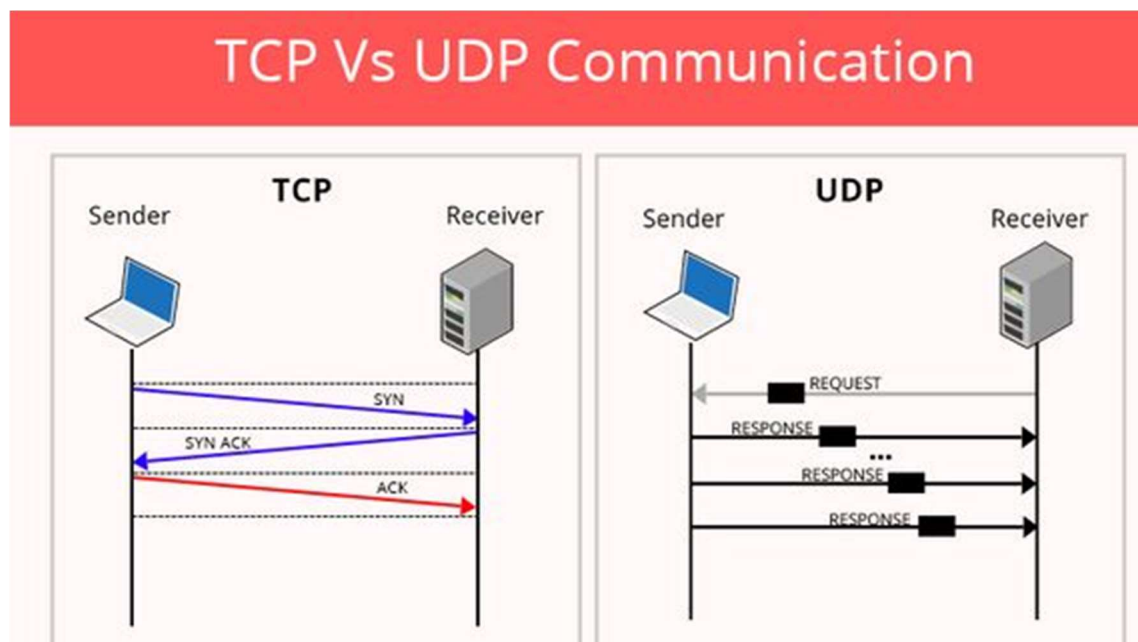 TCP Vs UDP Communication
TCP
Sender
Receiver
SYN
SYN ACK
ACK
UDP
Sender
Receiver
REQUEST
RESPONSE
...
RESPONSE
RESPONSE